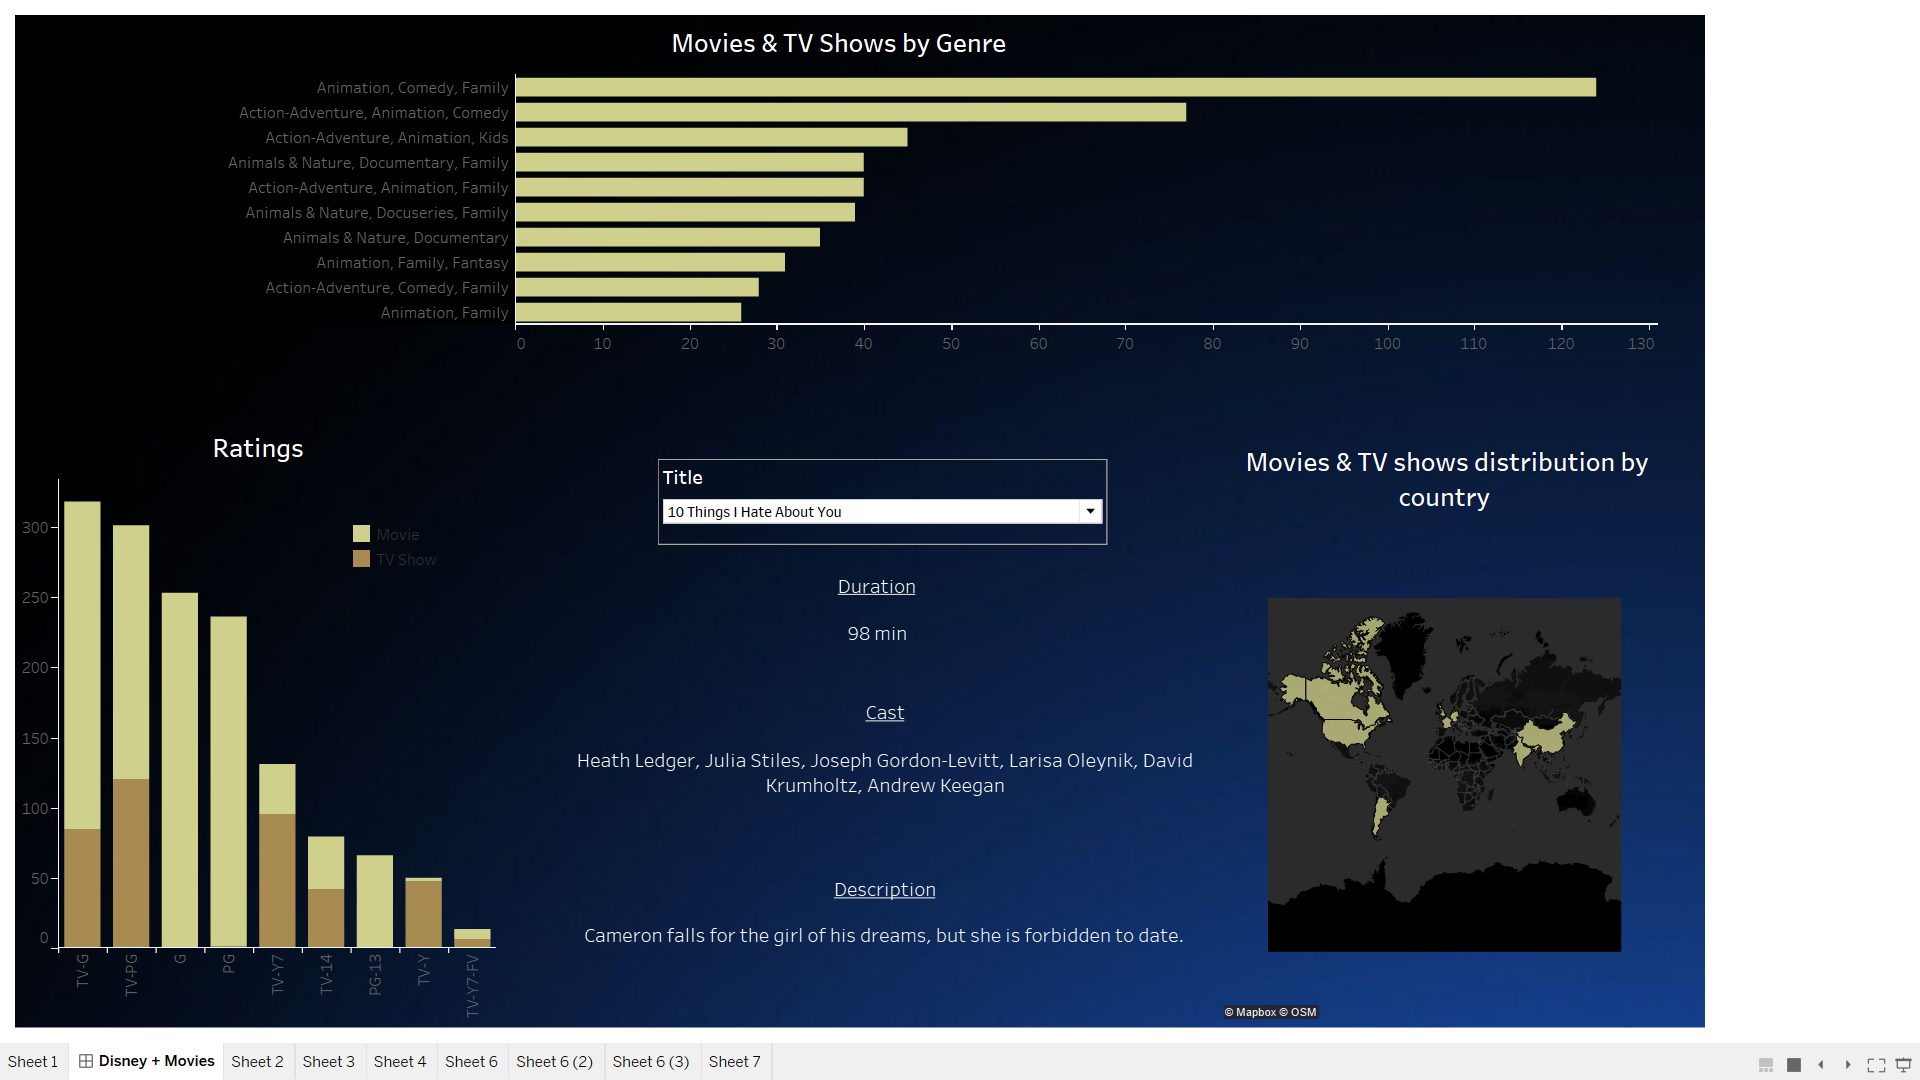 Movies & TV Shows by Genre
Animation, Comedy, Family
Action-Adventure, Animation, Comedy
Action-Adventure, Animation, Kids
Animals & Nature, Documentary, Family
Action-Adventure, Animation, Family
Animals & Nature, Docuseries, Family
Animals & Nature, Documentary
Animation, Family, Fantasy
Action-Adventure, Comedy, Family
Animation, Family
0 10 20 30 40 50 60 70 80 90 100 110 120 130
Ratings
300
250
200
150
100
50
0
Movie
TV Show
TV-G TV-PG G PG TV-Y7 TV-14 PG-13 TV-Y TV-Y7-FV
Title
10 Things I Hate About You
Duration
98 min
Cast
Heath Ledger, Julia Stiles, Joseph Gordon-Levitt, Larisa Oleynik, David
Krumholtz, Andrew Keegan
Description
Cameron falls for the girl of his dreams, but she is forbidden to date.
Movies & TV shows distribution by
country
© Mapbox © OSM
Sheet 1 Disney + Movies Sheet 2 Sheet 3 Sheet 4 Sheet 6 Sheet 6 (2) Sheet 6 (3) Sheet 7